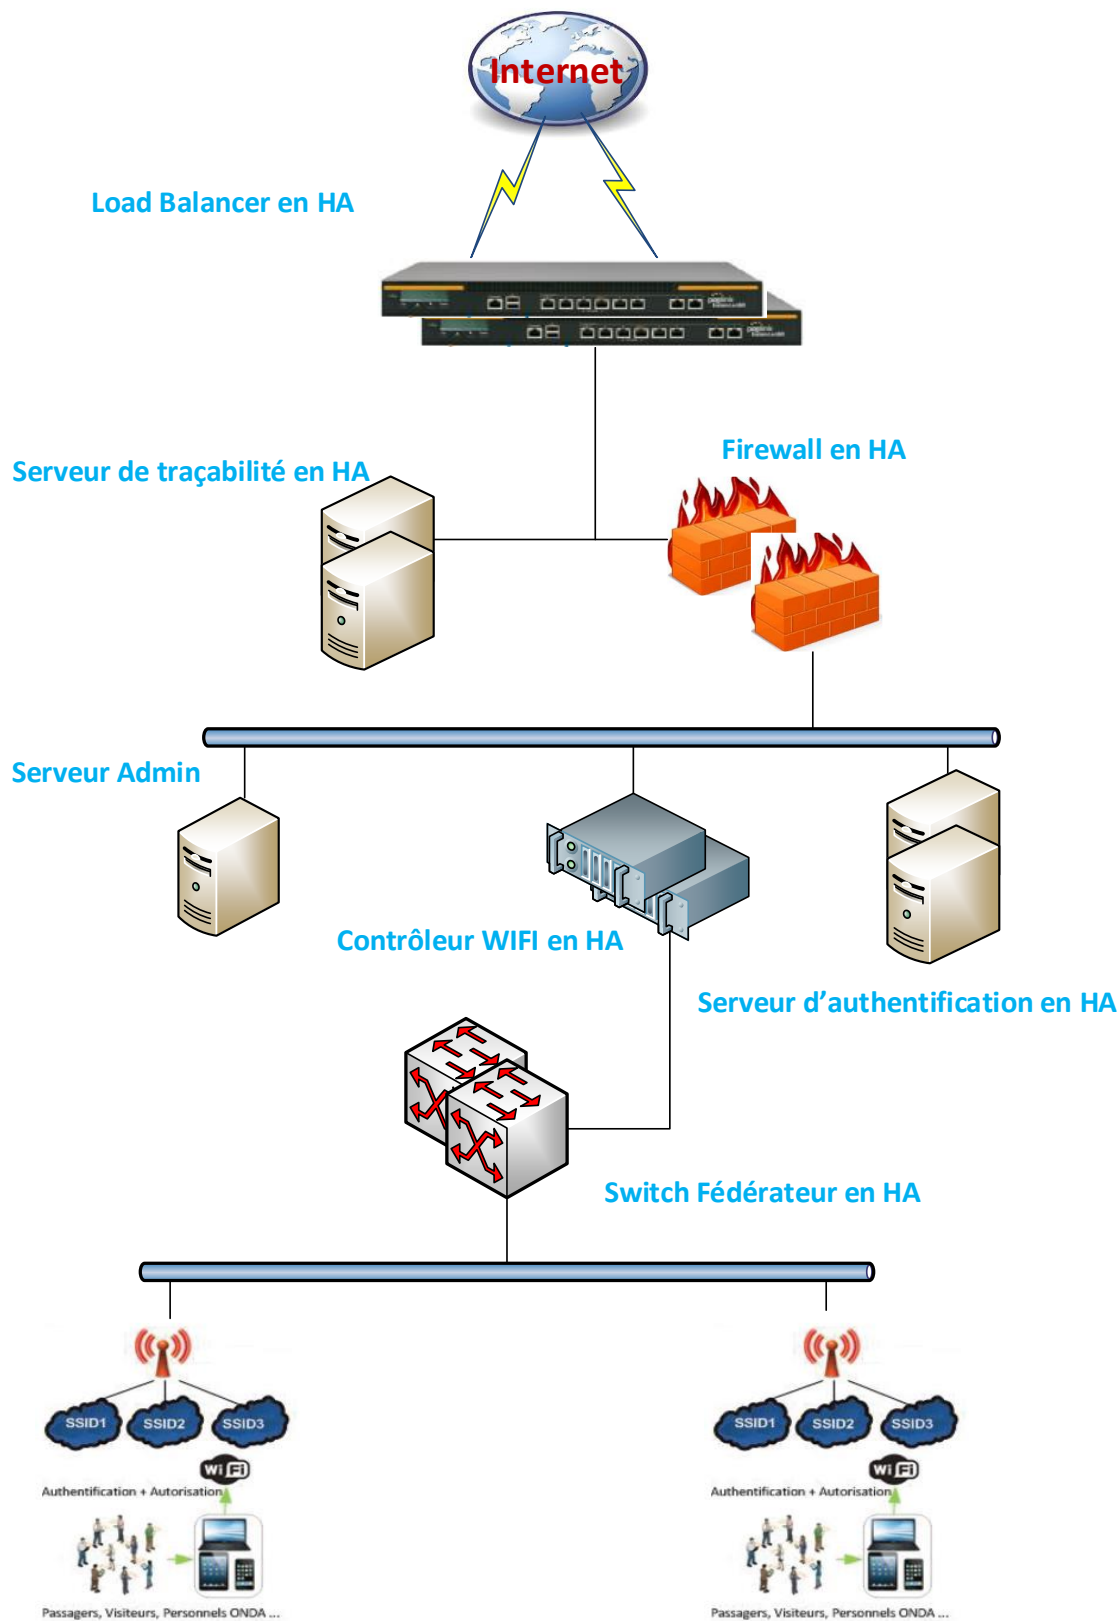 Internet
Load Balancer en HA
peplink
peplink
Firewall en HA
Serveur de traçabilité en HA
Serveur Admin
Contrôleur WIFI en HA
Serveur d’authentification en HA
Switch Fédérateur en HA
SSID1 SSID2 SSID3
SSID1 SSID2 SSID3
Wi Fi
Wi Fi
Authentification + Autorisation
Authentification + Autorisation
Passagers, Visiteurs, Personnels ONDA ...
Passagers, Visiteurs, Personnels ONDA ...